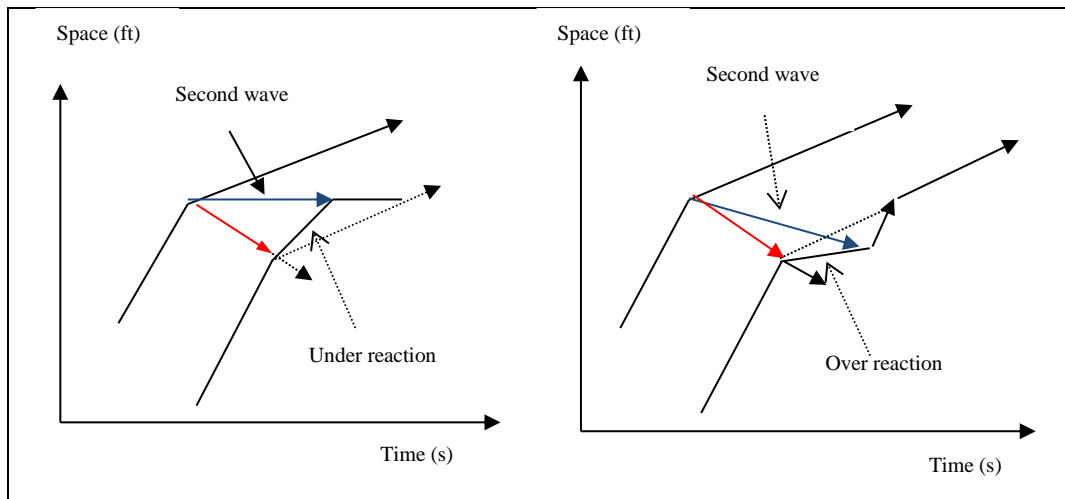 Space (ft)
Second wave
Under reaction
Time (s)
Space (ft)
Second wave
Over reaction
Time (s)